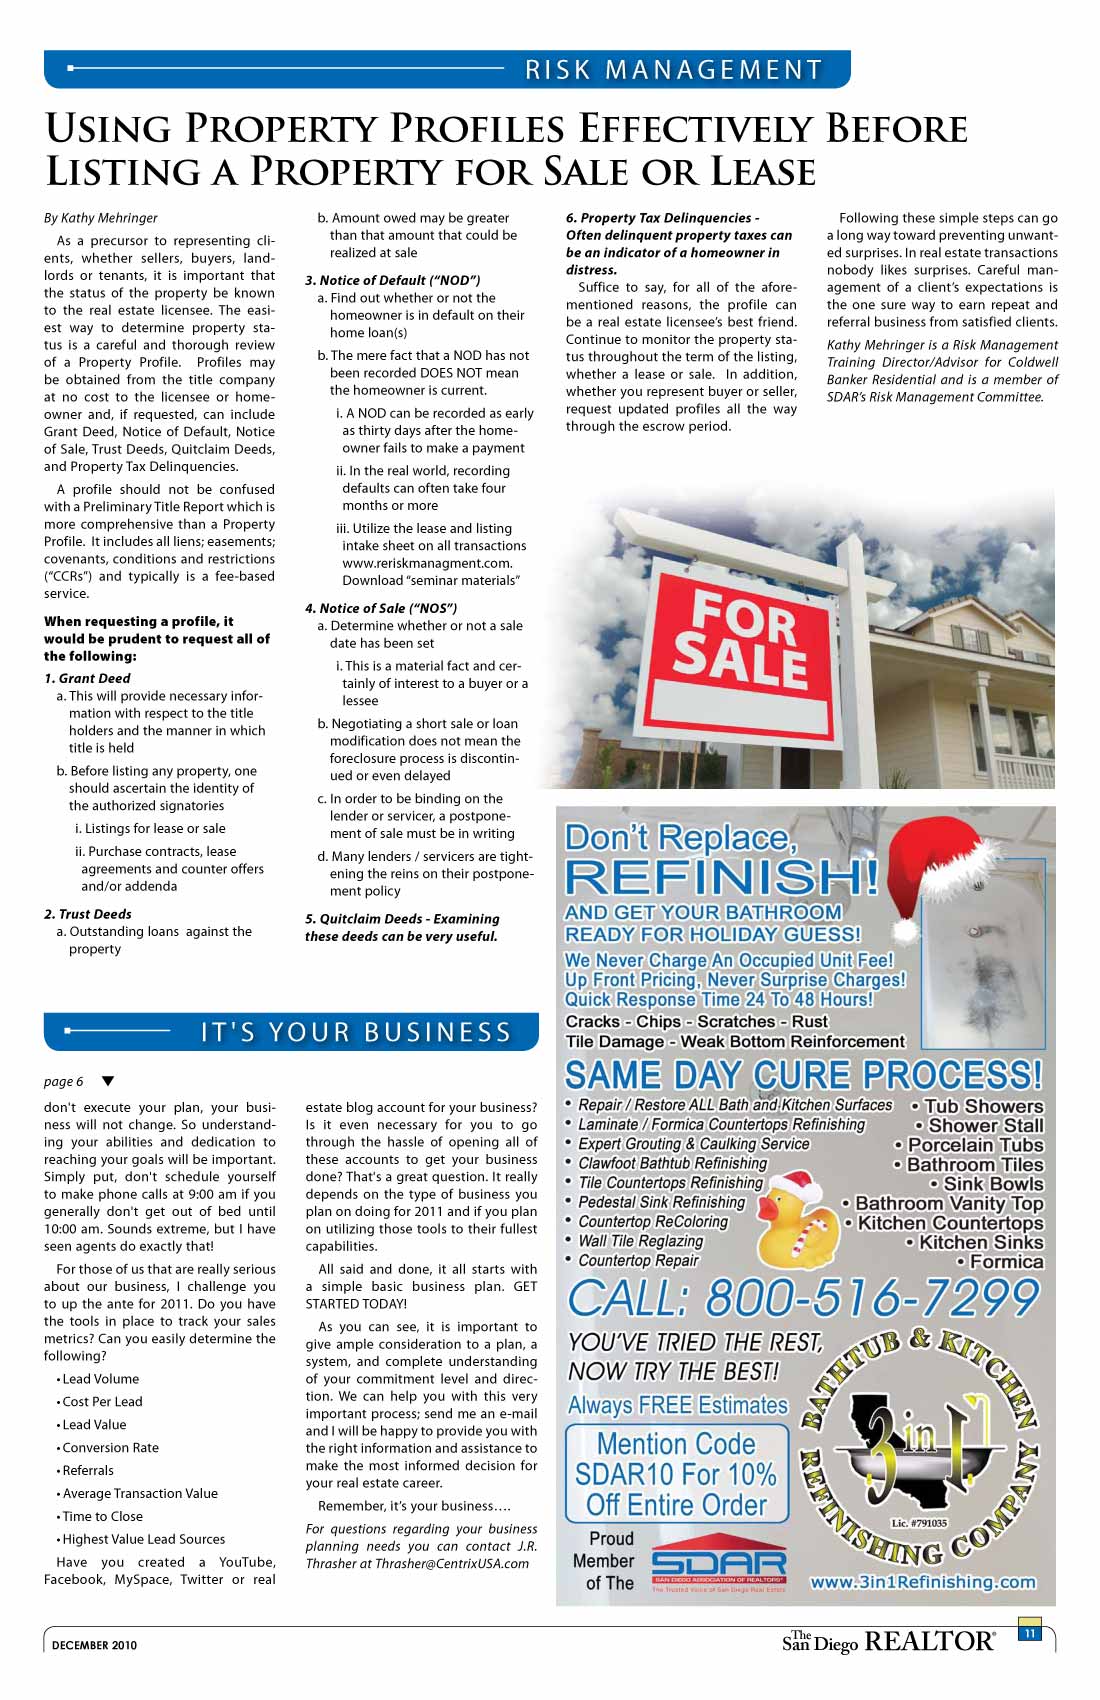 RISK MANAGEMENT
USING PROPERTY PROFILES EFFECTIVELY BEFORE
LISTING A PROPERTY FOR SALE OR LEASE
By Kathy Mehringer
As a precursor to representing cli-
ents, whether sellers, buyers, land-
lords or tenants, it is important that
the status of the property be known
to the real estate licensee. The easi-
est way to determine property sta-
tus is a careful and thorough review
of a Property Profile. Profiles may
be obtained from the title company
at no cost to the licensee or home-
owner and, if requested, can include
Grant Deed, Notice of Default, Notice
of Sale, Trust Deeds, Quitclaim Deeds,
and Property Tax Delinquencies.
A profile should not be confused
with a Preliminary Title Report which is
more comprehensive than a Property
Profile. It includes all liens; easements;
covenants, conditions and restrictions
("CCRs") and typically is a fee-based
service.
When requesting a profile, it
would be prudent to request all of
the following:
1. Grant Deed
a. This will provide necessary infor-
mation with respect to the title
holders and the manner in which
title is held
b. Before listing any property, one
should ascertain the identity of
the authorized signatories
i. Listings for lease or sale
ii. Purchase contracts, lease
agreements and counter offers
and/or addenda
2. Trust Deeds
a. Outstanding loans against the
property
b. Amount owed may be greater
than that amount that could be
realized at sale
3. Notice of Default ("NOD")
a. Find out whether or not the
homeowner is in default on their
home loan(s)
b. The mere fact that a NOD has not
been recorded DOES NOT mean
the homeowner is current.
i. A NOD can be recorded as early
as thirty days after the home-
owner fails to make a payment
ii. In the real world, recording
defaults can often take four
months or more
iii. Utilize the lease and listing
intake sheet on all transactions
www.reriskmanagment.com.
Download "seminar materials"
4. Notice of Sale ("NOS")
a. Determine whether or not a sale
date has been set
i. This is a material fact and cer-
tainly of interest to a buyer or a
lessee
b. Negotiating a short sale or loan
modification does not mean the
foreclosure process is discontin-
ued or even delayed
c. In order to be binding on the
lender or servicer, a postpone-
ment of sale must be in writing
d. Many lenders / servicers are tight-
ening the reins on their postpone-
ment policy
5. Quitclaim Deeds - Examining
these deeds can be very useful.
6. Property Tax Delinquencies -
Often delinquent property taxes can
be an indicator of a homeowner in
distress.
Suffice to say, for all of the afore-
mentioned reasons, the profile can
be a real estate licensee's best friend.
Continue to monitor the property sta-
tus throughout the term of the listing,
whether a lease or sale. In addition,
whether you represent buyer or seller,
request updated profiles all the way
through the escrow period.
Following these simple steps can go
a long way toward preventing unwant-
ed surprises. In real estate transactions
nobody likes surprises. Careful man-
agement of a client's expectations is
the one sure way to earn repeat and
referral business from satisfied clients.
Kathy Mehringer is a Risk Management
Training Director/Advisor for Coldwell
Banker Residential and is a member of
SDAR's Risk Management Committee.
FOR
SALE
IT'S YOUR BUSINESS
page 6 ▼
don't execute your plan, your busi-
ness will not change. So understand-
ing your abilities and dedication to
reaching your goals will be important.
Simply put, don't schedule yourself
to make phone calls at 9:00 am if you
generally don't get out of bed until
10:00 am. Sounds extreme, but I have
seen agents do exactly that!
For those of us that are really serious
about our business, I challenge you
to up the ante for 2011. Do you have
the tools in place to track your sales
metrics? Can you easily determine the
following?
• Lead Volume
• Cost Per Lead
• Lead Value
• Conversion Rate
• Referrals
• Average Transaction Value
• Time to Close
• Highest Value Lead Sources
Have you created a YouTube,
Facebook, MySpace, Twitter or real
estate blog account for your business?
Is it even necessary for you to go
through the hassle of opening all of
these accounts to get your business
done? That's a great question. It really
depends on the type of business you
plan on doing for 2011 and if you plan
on utilizing those tools to their fullest
capabilities.
All said and done, it all starts with
a simple basic business plan. GET
STARTED TODAY!
As you can see, it is important to
give ample consideration to a plan, a
system, and complete understanding
of your commitment level and direc-
tion. We can help you with this very
important process; send me an e-mail
and I will be happy to provide you with
the right information and assistance to
make the most informed decision for
your real estate career.
Remember, it's your business….
For questions regarding your business
planning needs you can contact J.R.
Thrasher at Thrasher@CentrixUSA.com
Don't Replace,
REFINISH!
AND GET YOUR BATHROOM
READY FOR HOLIDAY GUESS!
We Never Charge An Occupied Unit Fee!
Up Front Pricing, Never Surprise Charges!
Quick Response Time 24 To 48 Hours!
Cracks - Chips - Scratches - Rust
Tile Damage - Weak Bottom Reinforcement
SAME DAY CURE PROCESS!
• Repair / Restore ALL Bath and Kitchen Surfaces
• Laminate / Formica Countertops Refinishing
• Expert Grouting & Caulking Service
• Clawfoot Bathtub Refinishing
• Tile Countertops Refinishing
• Pedestal Sink Refinishing
• Countertop ReColoring
• Wall Tile Reglazing
• Countertop Repair
• Tub Showers
• Shower Stall
• Porcelain Tubs
• Bathroom Tiles
• Sink Bowls
• Bathroom Vanity Top
• Kitchen Countertops
• Kitchen Sinks
• Formica
CALL: 800-516-7299
YOU'VE TRIED THE REST,
NOW TRY THE BEST!
Always FREE Estimates
Mention Code
SDAR10 For 10%
Off Entire Order
Proud
Member
of The
SDAR
SAN DIEGO ASSOCIATION OF REALTORS®
The Trusted Voice of San Diego Real Estate
BATHTUB & KITCHEN
3 in 1
Lic. #791035
REFINISHING COMPANY
www.3in1Refinishing.com
DECEMBER 2010
The San Diego REALTOR®
11